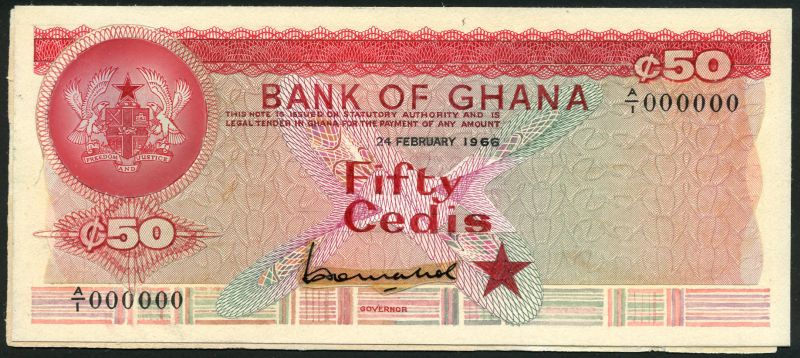 ₵50
A/1 000000
BANK OF GHANA
THIS NOTE IS ISSUED ON STATUTORY AUTHORITY AND IS
LEGAL TENDER IN GHANA FOR THE PAYMENT OF ANY AMOUNT
24 FEBRUARY 1966
FREEDOM AND JUSTICE
Fifty
Cedis
₵50
A/1 000000
GOVERNOR